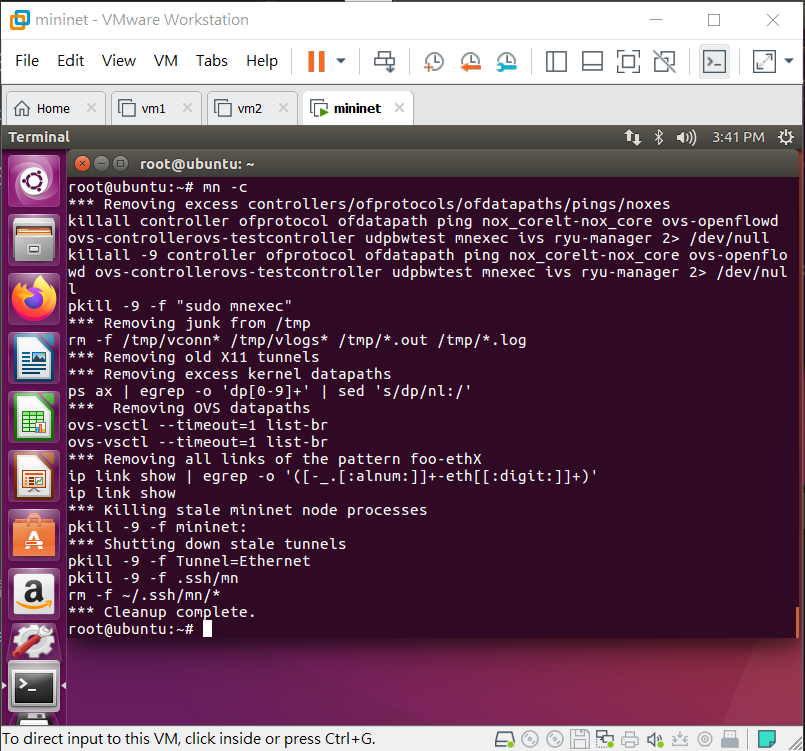 mininet - VMware Workstation
File Edit View VM Tabs Help
Home vm1 vm2 mininet
Terminal 3:41 PM
root@ubuntu: ~
root@ubuntu:~# mn -c
*** Removing excess controllers/ofprotocols/ofdatapaths/pings/noxes
killall controller ofprotocol ofdatapath ping nox_corelt-nox_core ovs-openflowd
ovs-controllerovs-testcontroller udpbwtest mnexec ivs ryu-manager 2> /dev/null
killall -9 controller ofprotocol ofdatapath ping nox_corelt-nox_core ovs-openflo
wd ovs-controllerovs-testcontroller udpbwtest mnexec ivs ryu-manager 2> /dev/nul
l
pkill -9 -f "sudo mnexec"
*** Removing junk from /tmp
rm -f /tmp/vconn* /tmp/vlogs* /tmp/*.out /tmp/*.log
*** Removing old X11 tunnels
*** Removing excess kernel datapaths
ps ax | egrep -o 'dp[0-9]+' | sed 's/dp/nl:/'
***  Removing OVS datapaths
ovs-vsctl --timeout=1 list-br
ovs-vsctl --timeout=1 list-br
*** Removing all links of the pattern foo-ethX
ip link show | egrep -o '([-_.[:alnum:]]+-eth[[:digit:]]+)'
ip link show
*** Killing stale mininet node processes
pkill -9 -f mininet:
*** Shutting down stale tunnels
pkill -9 -f Tunnel=Ethernet
pkill -9 -f .ssh/mn
rm -f ~/.ssh/mn/*
*** Cleanup complete.
root@ubuntu:~#
To direct input to this VM, click inside or press Ctrl+G.